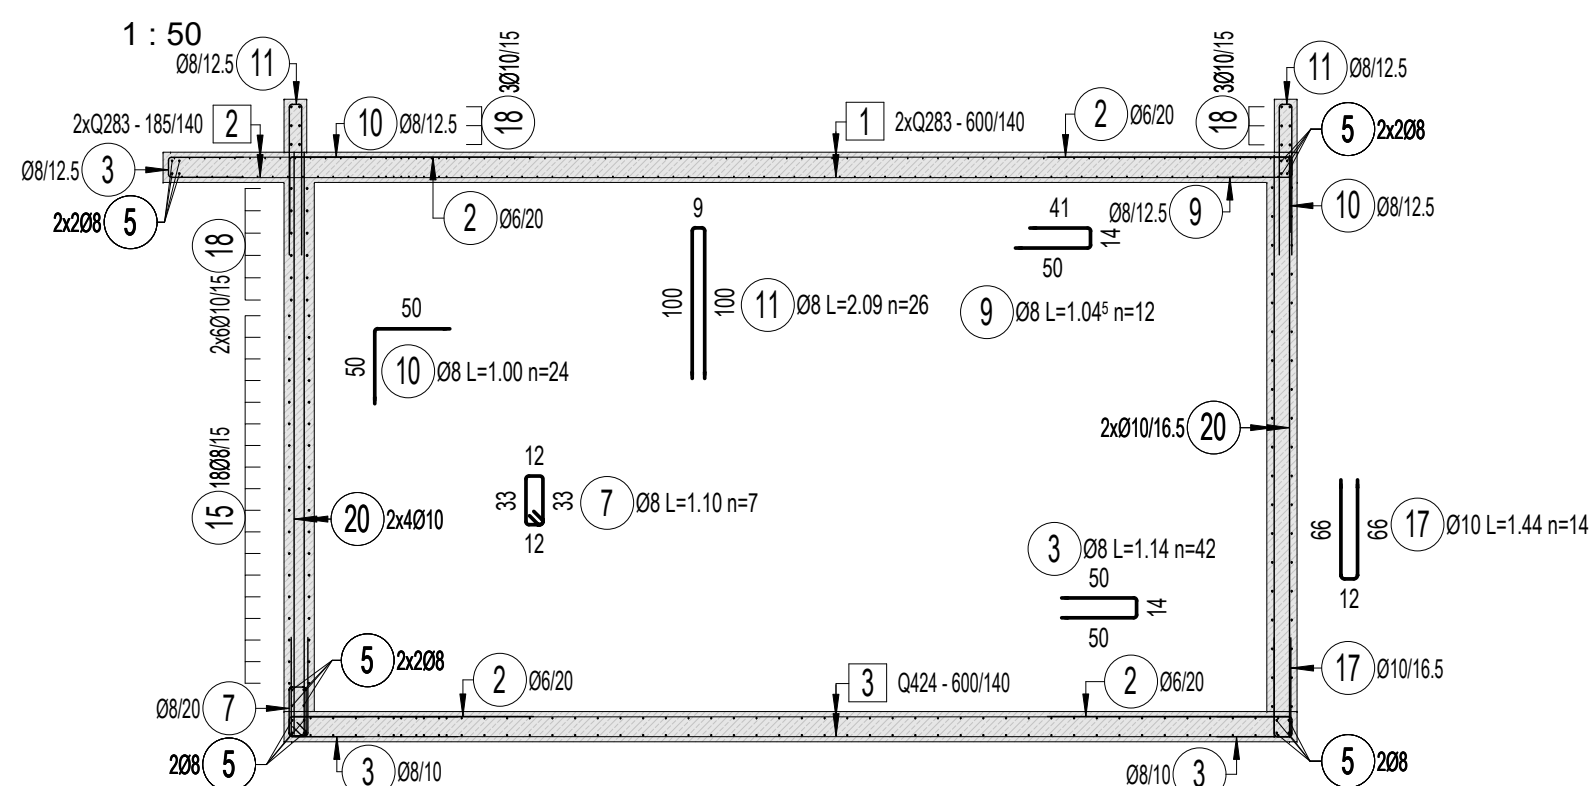 1 : 50
Ø8/12.5 11
3Ø10/15
18
3Ø10/15
18
11 Ø8/12.5
2xQ283 - 185/140 2
10 Ø8/12.5
1 2xQ283 - 600/140
2 Ø6/20
5 2x2Ø8
Ø8/12.5 3
2x2Ø8 5
2 Ø6/20
9
41
14
50
Ø8/12.5 9
10 Ø8/12.5
18
2x6Ø10/15
100
100
11 Ø8 L=2.09 n=26
9 Ø8 L=1.04⁵ n=12
50
50
10 Ø8 L=1.00 n=24
2xØ10/16.5 20
18Ø8/15
15
12
33
33
12
7 Ø8 L=1.10 n=7
20 2x4Ø10
66
66
12
17 Ø10 L=1.44 n=14
3 Ø8 L=1.14 n=42
50
14
50
5 2x2Ø8
2 Ø6/20
3 Q424 - 600/140
2 Ø6/20
17 Ø10/16.5
Ø8/20 7
2Ø8 5
3 Ø8/10
Ø8/10 3
5 2Ø8